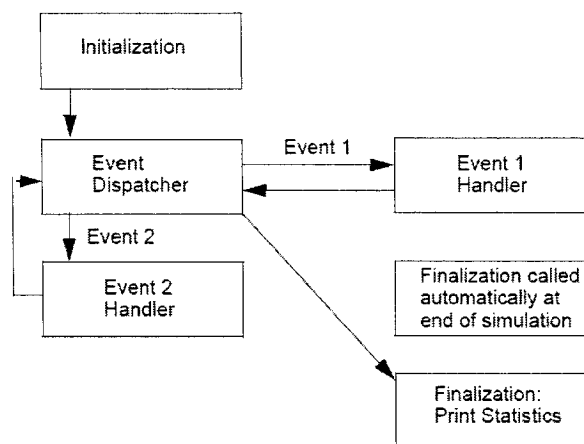 Initialization
Event
Dispatcher
Event 1
Event 1
Handler
Event 2
Event 2
Handler
Finalization called
automatically at
end of simulation
Finalization:
Print Statistics